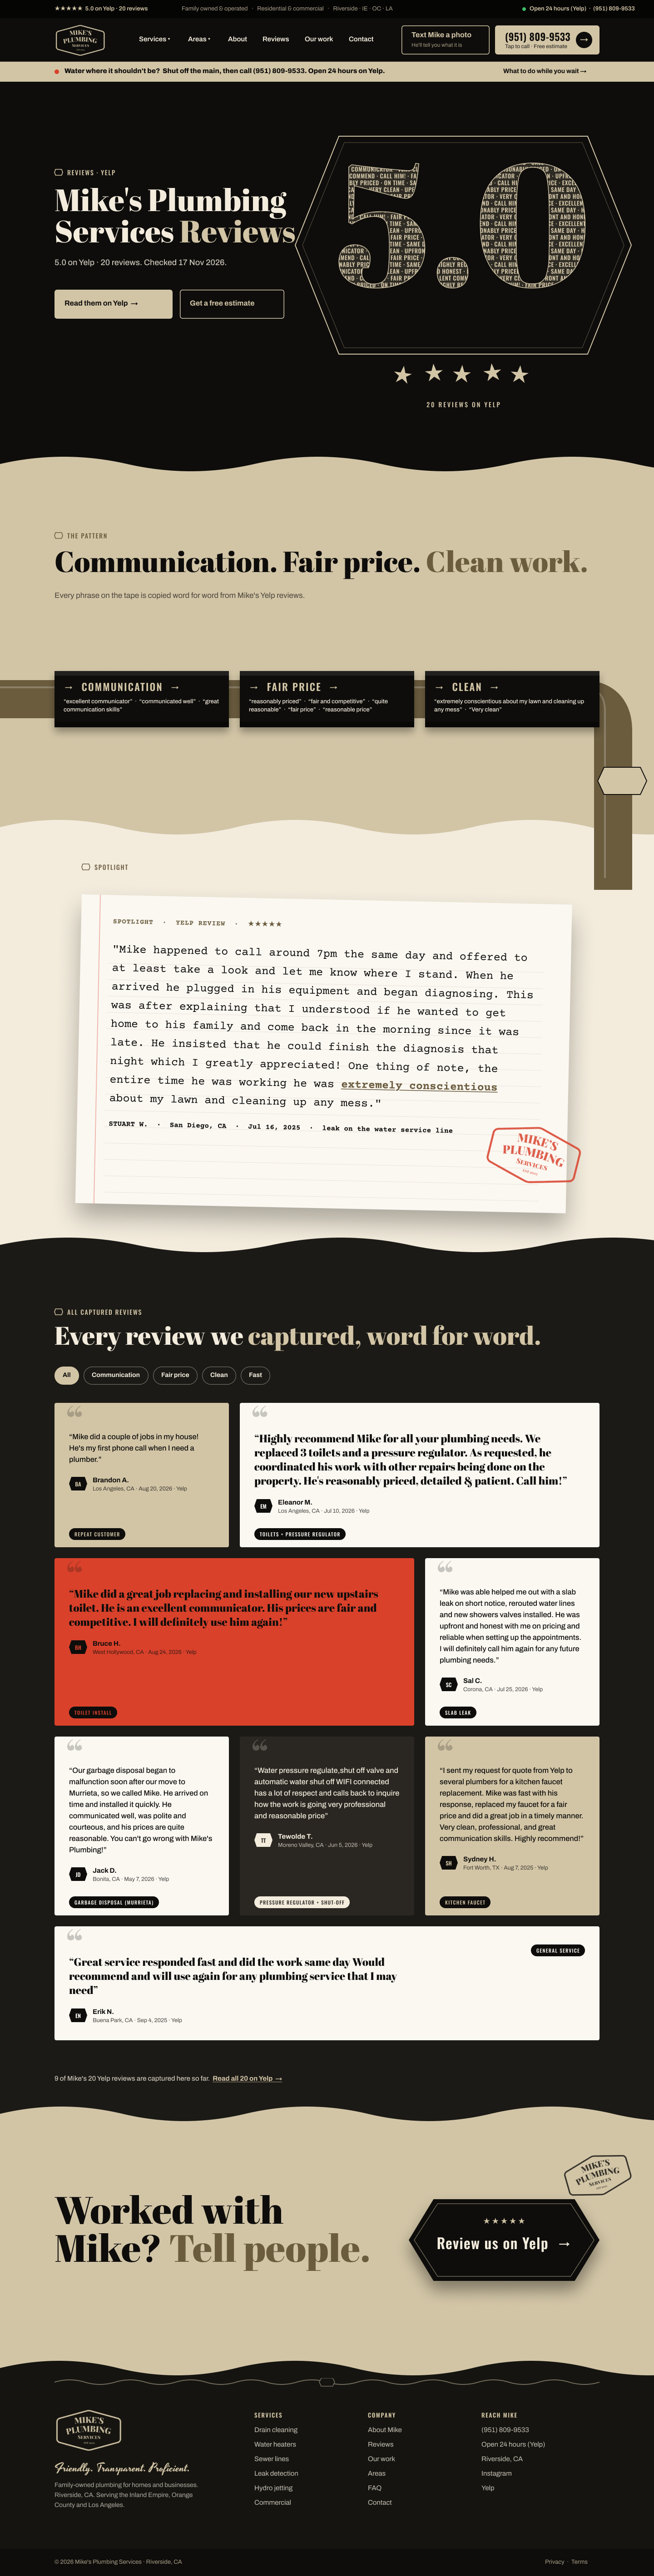 ★★★★★ 5.0 on Yelp · 20 reviews
Family owned & operated · Residential & commercial · Riverside · IE · OC · LA
Open 24 hours (Yelp) · (951) 809-9533
MIKE'S
PLUMBING
SERVICES
Services
Areas
About
Reviews
Our work
Contact
Text Mike a photo
He'll tell you what it is
(951) 809-9533
Tap to call · Free estimate
→
Water where it shouldn't be? Shut off the main, then call (951) 809-9533. Open 24 hours on Yelp.
What to do while you wait →
REVIEWS · YELP
Mike's Plumbing
Services Reviews
5.0 on Yelp · 20 reviews. Checked 17 Nov 2026.
Read them on Yelp →
Get a free estimate
5.0
★ ★ ★ ★ ★
20 REVIEWS ON YELP
THE PATTERN
Communication. Fair price. Clean work.
Every phrase on the tape is copied word for word from Mike's Yelp reviews.
→ COMMUNICATION →
"excellent communicator" · "communicated well" · "great
communication skills"
→ FAIR PRICE →
"reasonably priced" · "fair and competitive" · "quite
reasonable" · "fair price" · "reasonable price"
→ CLEAN →
"extremely conscientious about my lawn and cleaning up
any mess" · "Very clean"
SPOTLIGHT
SPOTLIGHT · YELP REVIEW · ★★★★★
"Mike happened to call around 7pm the same day and offered to
at least take a look and let me know where I stand. When he
arrived he plugged in his equipment and began diagnosing. This
was after explaining that I understood if he wanted to get
home to his family and come back in the morning since it was
late. He insisted that he could finish the diagnosis that
night which I greatly appreciated! One thing of note, the
entire time he was working he was extremely conscientious
about my lawn and cleaning up any mess."
STUART W. · San Diego, CA · Jul 16, 2025 · leak on the water service line
MIKE'S
PLUMBING
SERVICES
ALL CAPTURED REVIEWS
Every review we captured, word for word.
All
Communication
Fair price
Clean
Fast
“Mike did a couple of jobs in my house!
He's my first phone call when I need a
plumber.”
BA
Brandon A.
Los Angeles, CA · Aug 20, 2026 · Yelp
REPEAT CUSTOMER
“Highly recommend Mike for all your plumbing needs. We
replaced 3 toilets and a pressure regulator. As requested, he
coordinated his work with other repairs being done on the
property. He's reasonably priced, detailed & patient. Call him!”
EM
Eleanor M.
Los Angeles, CA · Jul 10, 2026 · Yelp
TOILETS + PRESSURE REGULATOR
“Mike did a great job replacing and installing our new upstairs
toilet. He is an excellent communicator. His prices are fair and
competitive. I will definitely use him again!”
BH
Bruce H.
West Hollywood, CA · Aug 29, 2026 · Yelp
TOILET INSTALL
“Mike was able helped me out with a slab
leak on short notice, rerouted water lines
and new showers valves installed. He was
upfront and honest with me on pricing and
reliable when setting up the appointments.
I will definitely call him again for any future
plumbing needs.”
SC
Sal C.
Corona, CA · Jul 25, 2026 · Yelp
SLAB LEAK
“Our garbage disposal began to
malfunction soon after our move to
Murrieta, so we called Mike. He arrived on
time and installed it quickly. He
communicated well, was polite and
courteous, and his prices are quite
reasonable. You can't go wrong with Mike's
Plumbing!”
JD
Jack D.
Bonita, CA · May 7, 2026 · Yelp
GARBAGE DISPOSAL (MURRIETA)
“Water pressure regulate,shut off valve and
automatic water shut off WIFI connected
has a lot of respect and calls back to inquire
how the work is going very professional
and reasonable price”
TT
Tewolde T.
Moreno Valley, CA · Jun 5, 2026 · Yelp
PRESSURE REGULATOR + SHUT-OFF
“I sent my request for quote from Yelp to
several plumbers for a kitchen faucet
replacement. Mike was fast with his
response, replaced my faucet for a fair
price and did a great job in a timely manner.
Very clean, professional, and great
communication skills. Highly recommend!”
SH
Sydney H.
Fort Worth, TX · Aug 7, 2025 · Yelp
KITCHEN FAUCET
“Great service responded fast and did the work same day Would
recommend and will use again for any plumbing service that I may
need”
EN
Erik N.
Buena Park, CA · Sep 4, 2025 · Yelp
GENERAL SERVICE
9 of Mike's 20 Yelp reviews are captured here so far. Read all 20 on Yelp →
MIKE'S
PLUMBING
SERVICES
Worked with
Mike? Tell people.
★★★★★
Review us on Yelp →
MIKE'S
PLUMBING
SERVICES
Friendly. Transparent. Proficient.
Family-owned plumbing for homes and businesses.
Riverside, CA. Serving the Inland Empire, Orange
County and Los Angeles.
SERVICES
Drain cleaning
Water heaters
Sewer lines
Leak detection
Hydro jetting
Commercial
COMPANY
About Mike
Reviews
Our work
Areas
FAQ
Contact
REACH MIKE
(951) 809-9533
Open 24 hours (Yelp)
Riverside, CA
Instagram
Yelp
© 2026 Mike's Plumbing Services · Riverside, CA
Privacy · Terms